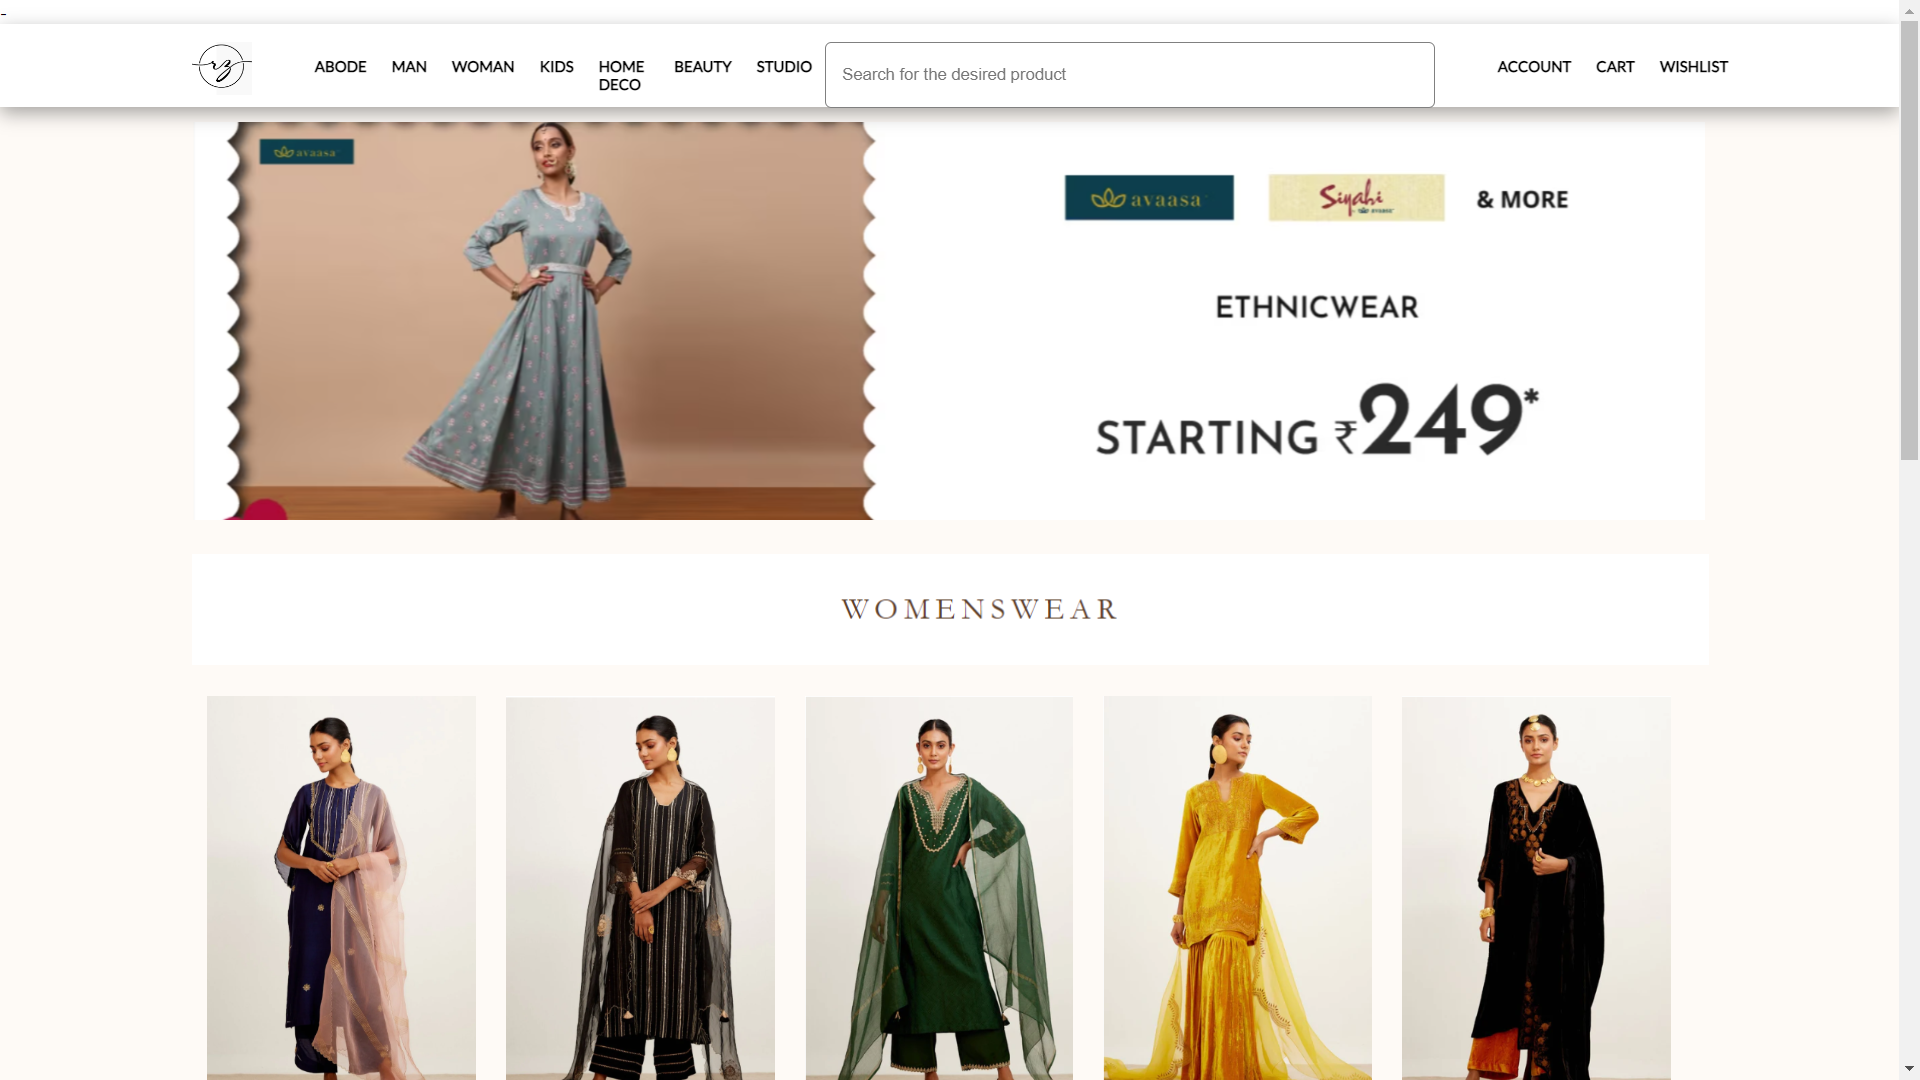 rz
ABODE
MAN
WOMAN
KIDS
HOME
DECO
BEAUTY
STUDIO
Search for the desired product
ACCOUNT
CART
WISHLIST
avaasa
avaasa
Siyahi
& MORE
ETHNICWEAR
STARTING ₹249*
WOMENSWEAR